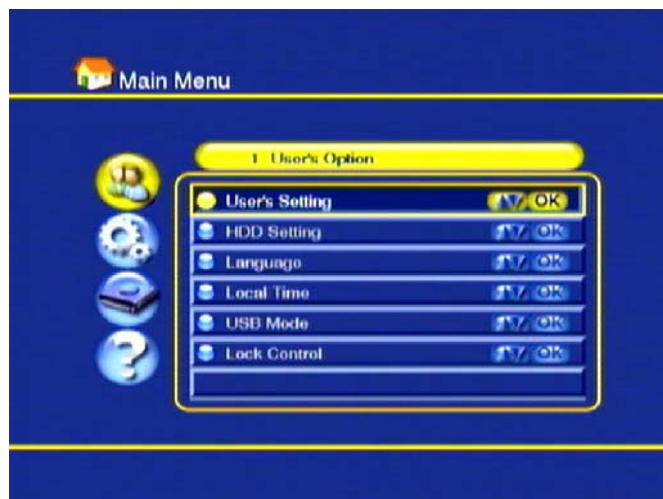 Main Menu
1 User's Option
User's Setting OK
HDD Setting OK
Language OK
Local Time OK
USB Mode OK
Lock Control OK
?